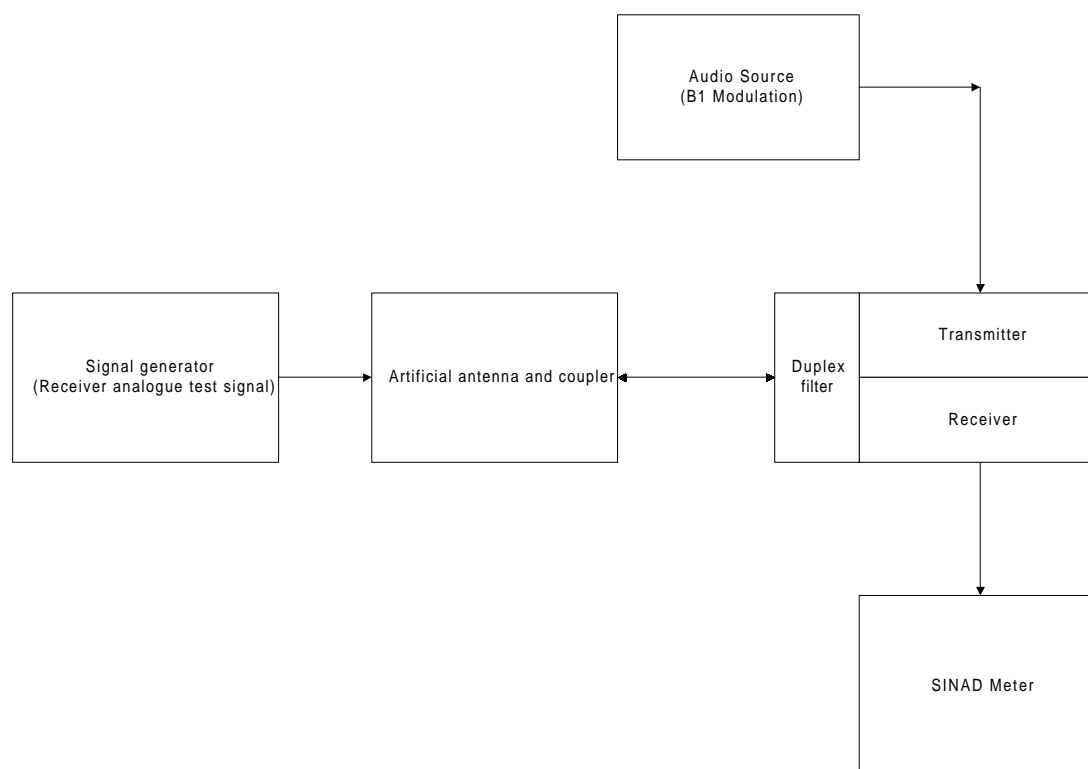 Audio Source
(B1 Modulation)
Signal generator
(Receiver analogue test signal)
Artificial antenna and coupler
Duplex
filter
Transmitter
Receiver
SINAD Meter